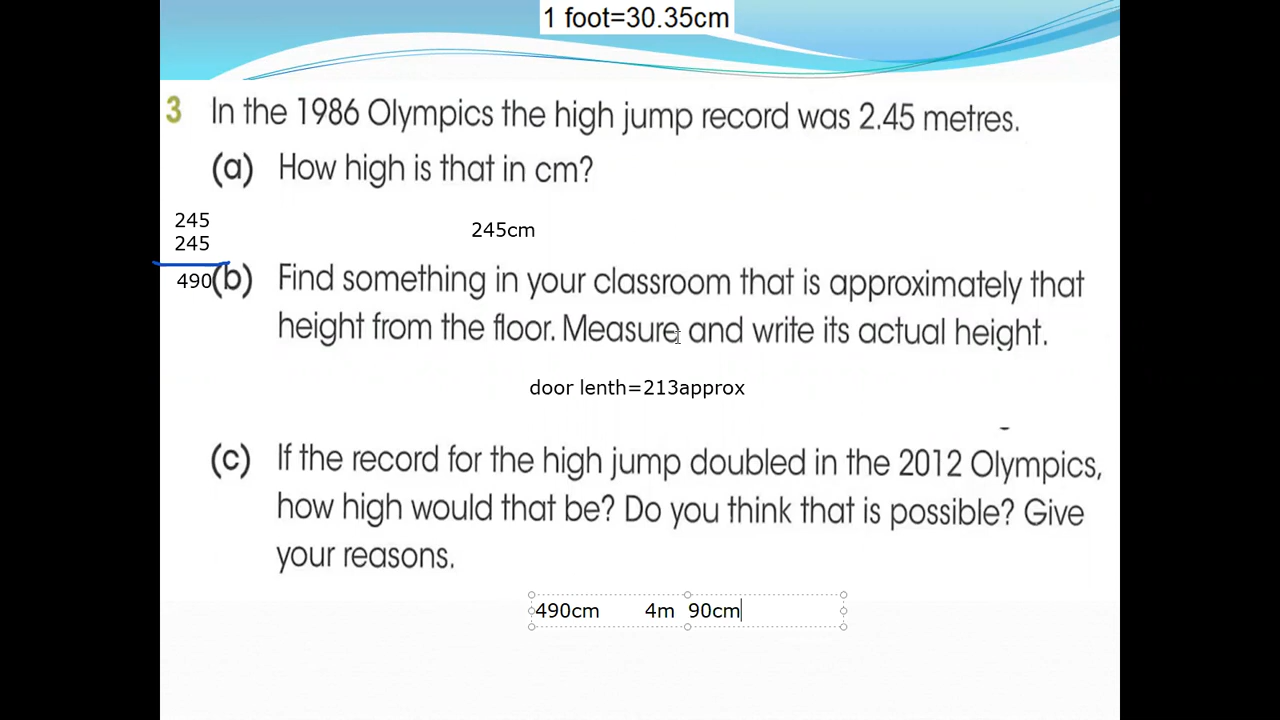 1 foot=30.35cm
3 In the 1986 Olympics the high jump record was 2.45 metres.
(a) How high is that in cm?
245
245cm
245
490
(b) Find something in your classroom that is approximately that
height from the floor. Measure and write its actual height.
door lenth=213approx
(c) If the record for the high jump doubled in the 2012 Olympics,
how high would that be? Do you think that is possible? Give
your reasons.
490cm 4m 90cm